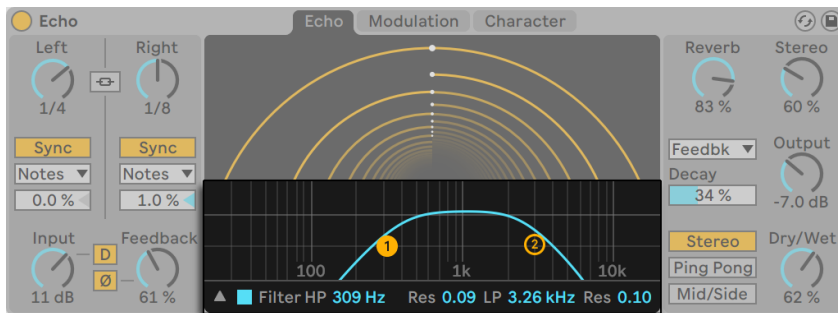 Echo
Echo Modulation Character
Left Right
1/4 1/8
Sync Sync
Notes Notes
0.0 % 1.0 %
Input D Feedback
Ø
11 dB 61 %
1 2
100 1k 10k
Filter HP 309 Hz Res 0.09 LP 3.26 kHz Res 0.10
Reverb Stereo
83 % 60 %
Feedbk Output
Decay
34 % -7.0 dB
Stereo Dry/Wet
Ping Pong
Mid/Side 62 %